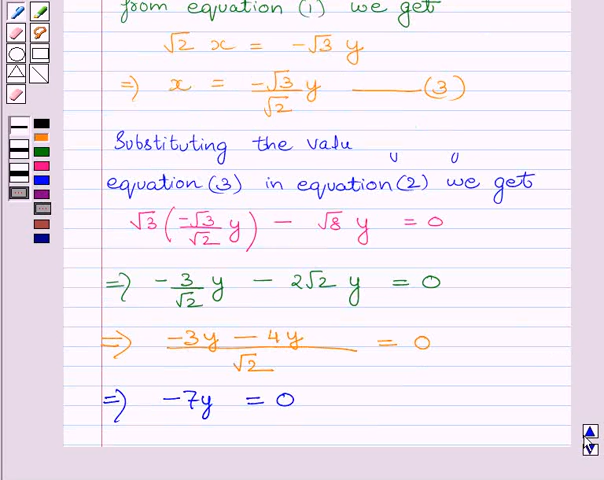 from equation (1) we get
√2 x = -√3 y
=> x = -√3/√2 y ——— (3)
Substituting the value
equation (3) in equation (2) we get
√3 (-√3/√2 y) - √8 y = 0
=> -3/√2 y - 2√2 y = 0
=> (-3y - 4y)/√2 = 0
=> -7y = 0